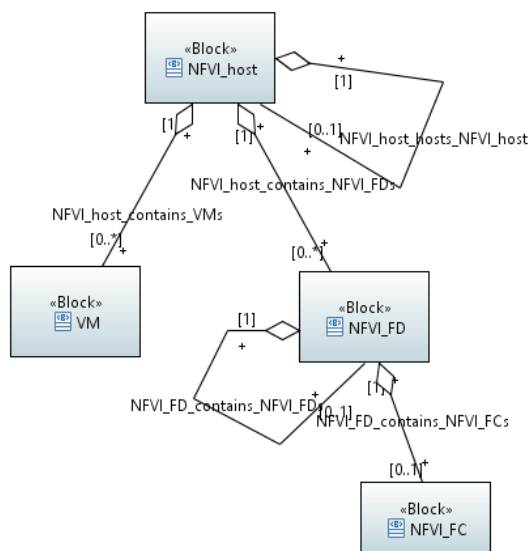 «Block»
NFVI_host
+
[1]
[1]
+
[1]
+
[0..1]
+
NFVI_host_hosts_NFVI_host
NFVI_host_contains_NFVI_FDs
NFVI_host_contains_VMs
[0..*]
+
[0..*]
+
«Block»
VM
«Block»
NFVI_FD
[1]
+
+
[0..1]
NFVI_FD_contains_NFVI_FDs
[1]
+
NFVI_FD_contains_NFVI_FCs
[0..1]
+
«Block»
NFVI_FC